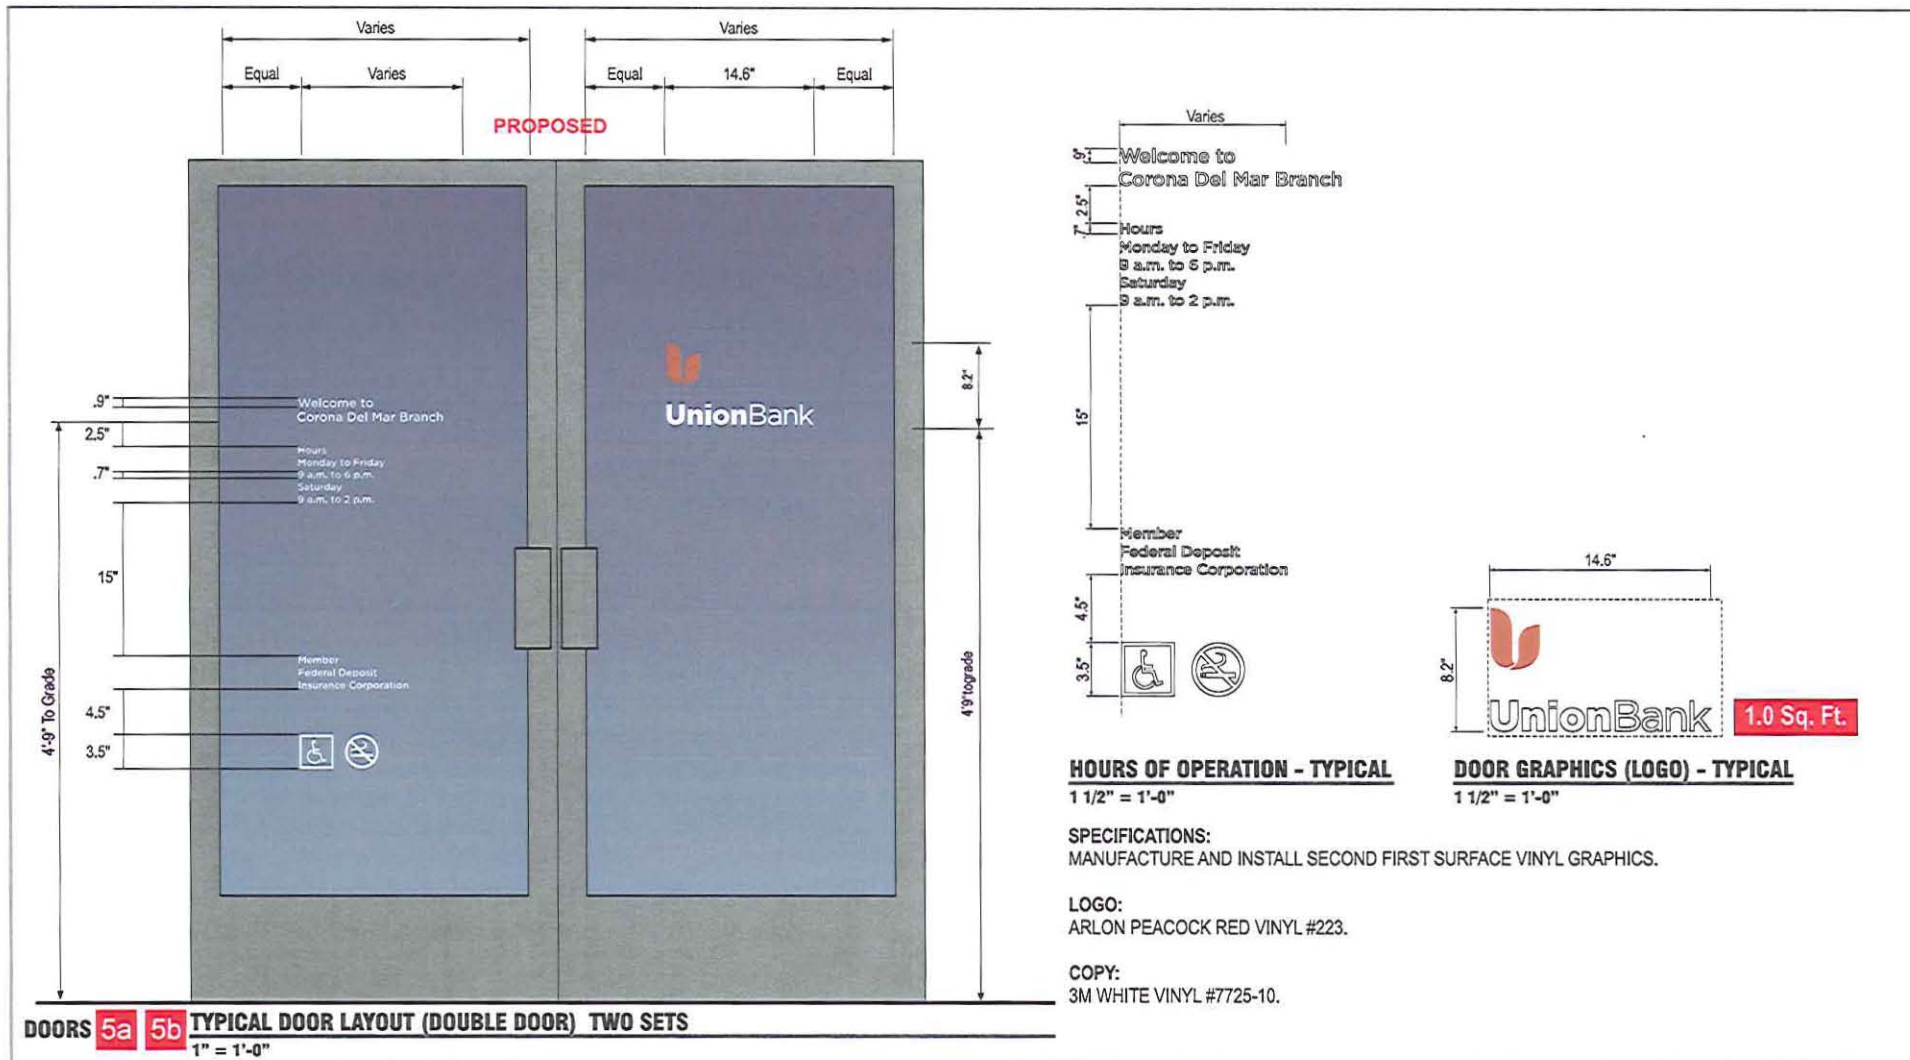 Varies
Varies
Equal
Varies
Equal
14.6"
Equal
PROPOSED
Welcome to
Corona Del Mar Branch
Hours
Monday to Friday
9 a.m. to 6 p.m.
Saturday
9 a.m. to 2 p.m.
Member
Federal Deposit
Insurance Corporation
.9"
2.5"
.7"
15"
4.5"
3.5"
4'-9" To Grade
UnionBank
8.2"
4'9"tograde
DOORS 5a 5b TYPICAL DOOR LAYOUT (DOUBLE DOOR) TWO SETS
1" = 1'-0"
Varies
.9"
Welcome to
Corona Del Mar Branch
2.5"
.7"
Hours
Monday to Friday
9 a.m. to 6 p.m.
Saturday
9 a.m. to 2 p.m.
15"
Member
Federal Deposit
Insurance Corporation
4.5"
3.5"
HOURS OF OPERATION - TYPICAL
1 1/2" = 1'-0"
14.6"
8.2"
UnionBank
1.0 Sq. Ft.
DOOR GRAPHICS (LOGO) - TYPICAL
1 1/2" = 1'-0"
SPECIFICATIONS:
MANUFACTURE AND INSTALL SECOND FIRST SURFACE VINYL GRAPHICS.
LOGO:
ARLON PEACOCK RED VINYL #223.
COPY:
3M WHITE VINYL #7725-10.